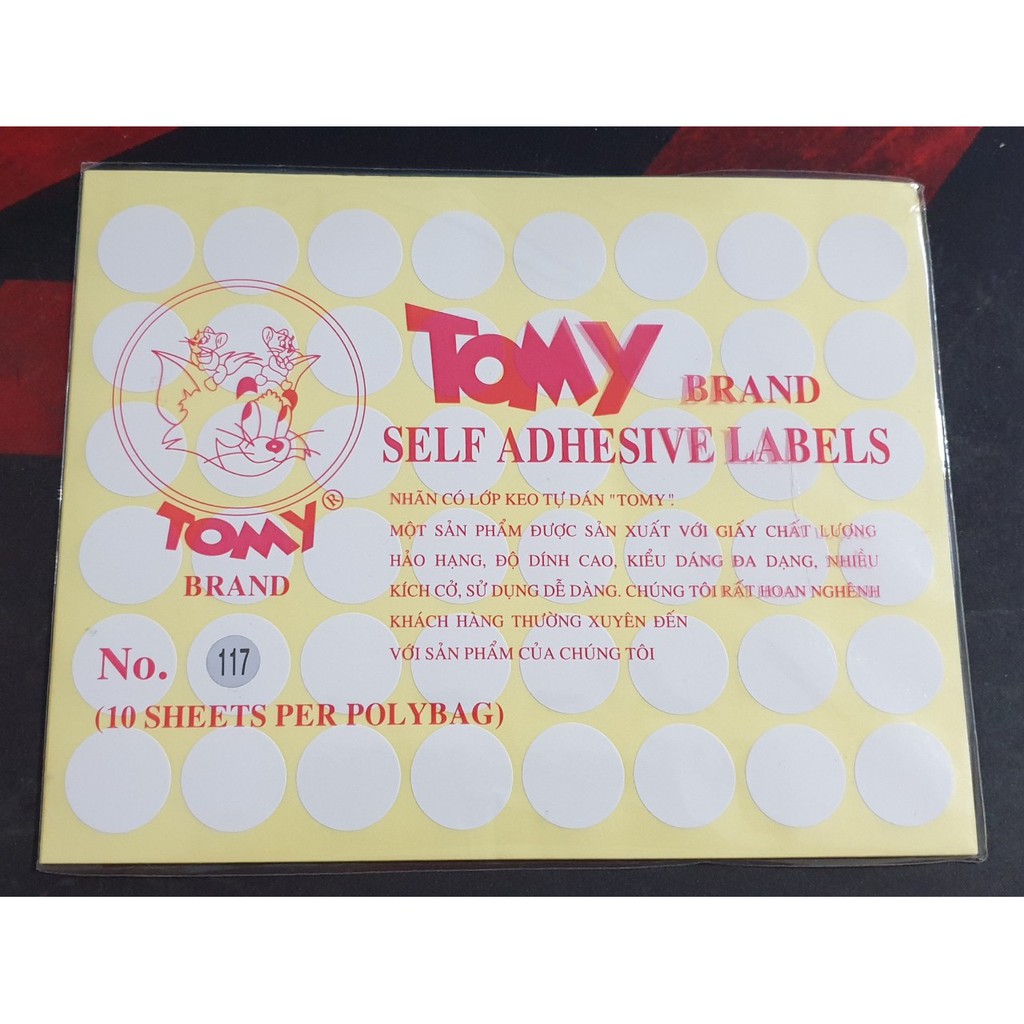 TOMY BRAND
SELF ADHESIVE LABELS
NHÃN CÓ LỚP KEO TỰ DÁN "TOMY".
MỘT SẢN PHẨM ĐƯỢC SẢN XUẤT VỚI GIẤY CHẤT LƯỢNG
HẢO HẠNG, ĐỘ DÍNH CAO, KIỂU DÁNG ĐA DẠNG, NHIỀU
KÍCH CỞ, SỬ DỤNG DỄ DÀNG. CHÚNG TÔI RẤT HOAN NGHÊNH
KHÁCH HÀNG THƯỜNG XUYÊN ĐẾN
VỚI SẢN PHẨM CỦA CHÚNG TÔI
TOMY®
BRAND
No. 117
(10 SHEETS PER POLYBAG)